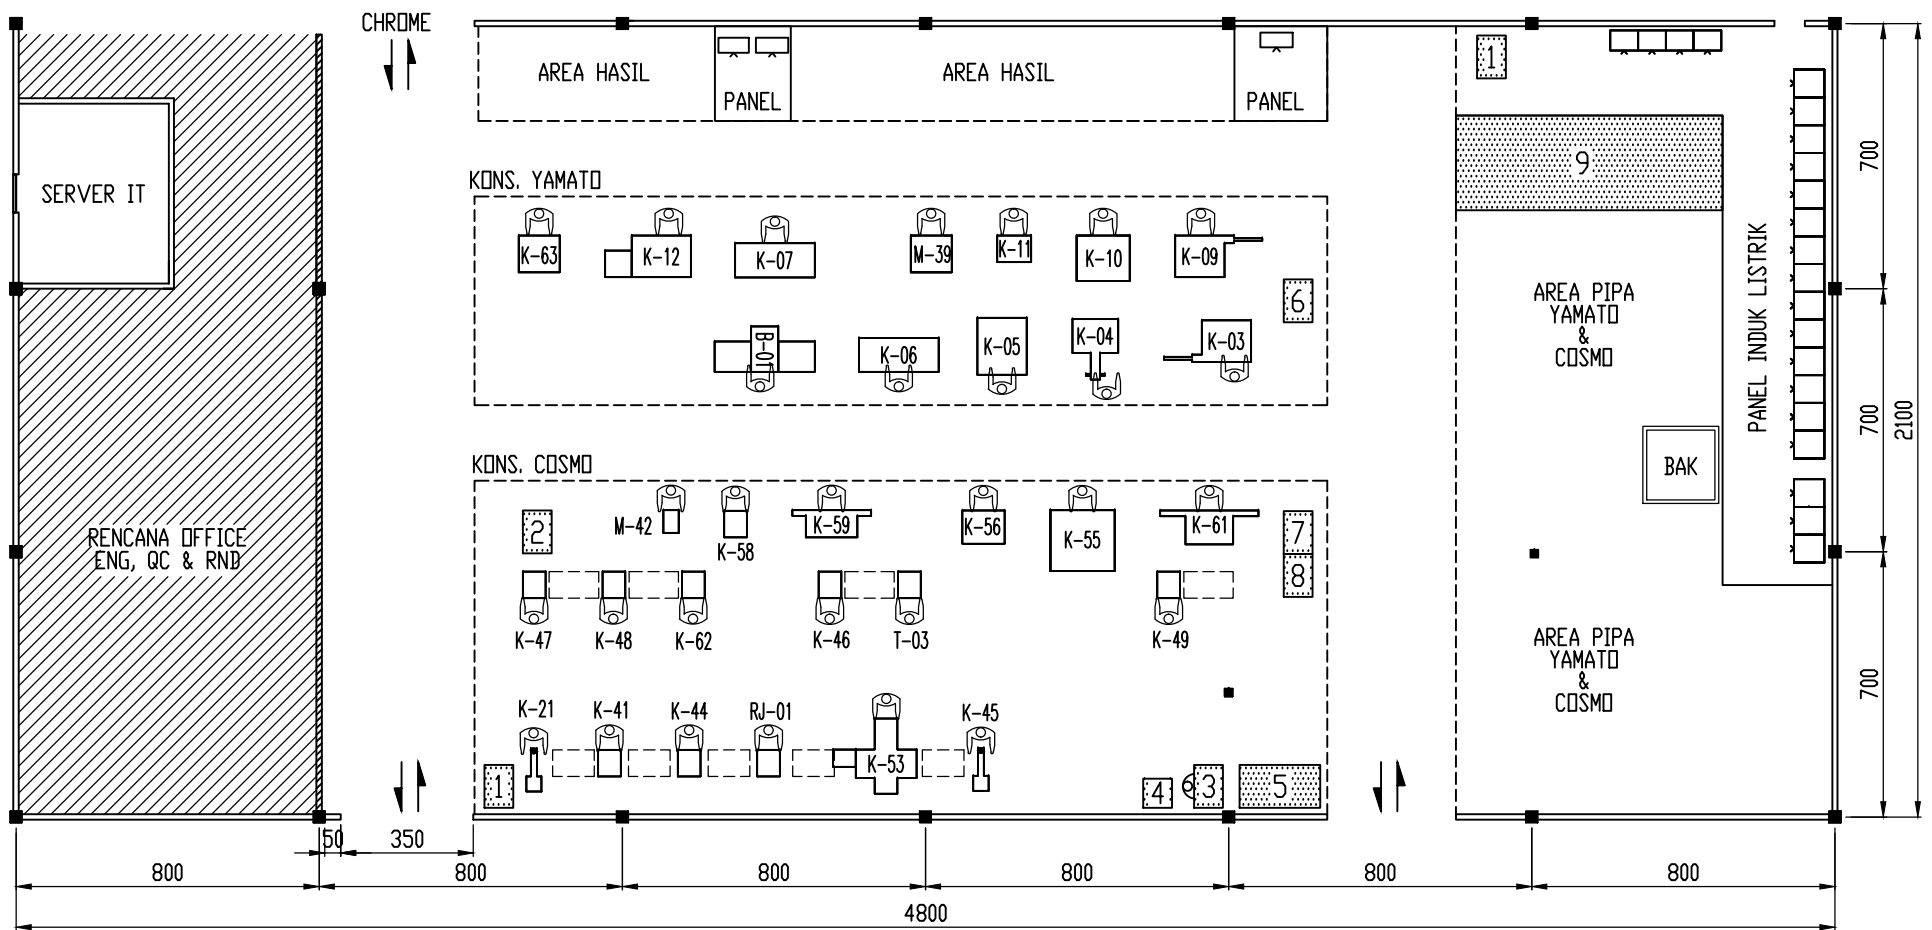 CHROME
AREA HASIL
PANEL
AREA HASIL
PANEL
1
9
SERVER IT
KONS. YAMATO
K-63
K-12
K-07
M-39
K-11
K-10
K-09
6
B-01
K-06
K-05
K-04
K-03
AREA PIPA
YAMATO
&
COSMO
PANEL INDUK LISTRIK
BAK
700
700
700
2100
KONS. COSMO
2
M-42
K-58
K-59
K-56
K-55
K-61
7
8
RENCANA OFFICE
ENG, QC & RND
K-47
K-48
K-62
K-46
T-03
K-49
AREA PIPA
YAMATO
&
COSMO
K-21
K-41
K-44
RJ-01
K-53
K-45
1
4
3
5
50
350
800
800
800
800
800
800
4800